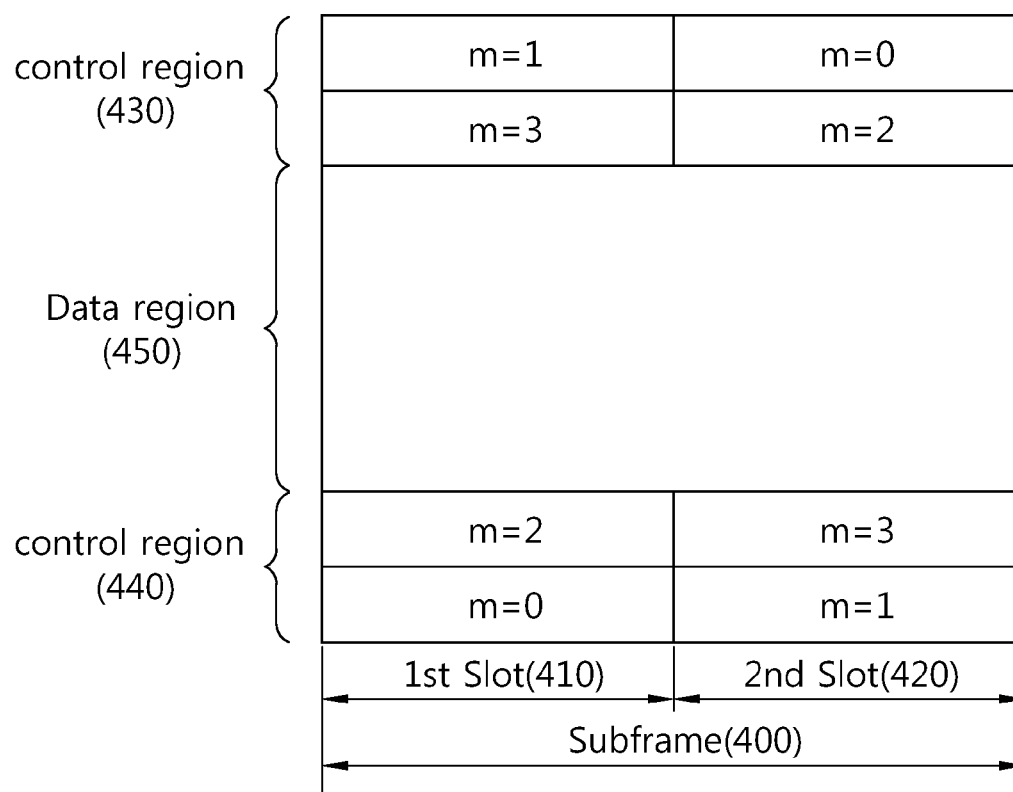 control region
(430)
m=1
m=0
m=3
m=2
Data region
(450)
control region
(440)
m=2
m=3
m=0
m=1
1st Slot(410)
2nd Slot(420)
Subframe(400)